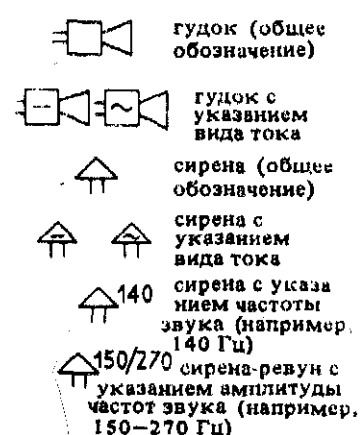 гудок (общее
обозначение)
гудок с
указанием
вида тока
сирена (общее
обозначение)
сирена с
указанием
вида тока
140 сирена с указа
нием частоты
звука (например,
140 Гц)
150/270 сирена-ревун с
указанием амплитуды
частот звука (например,
150–270 Гц)